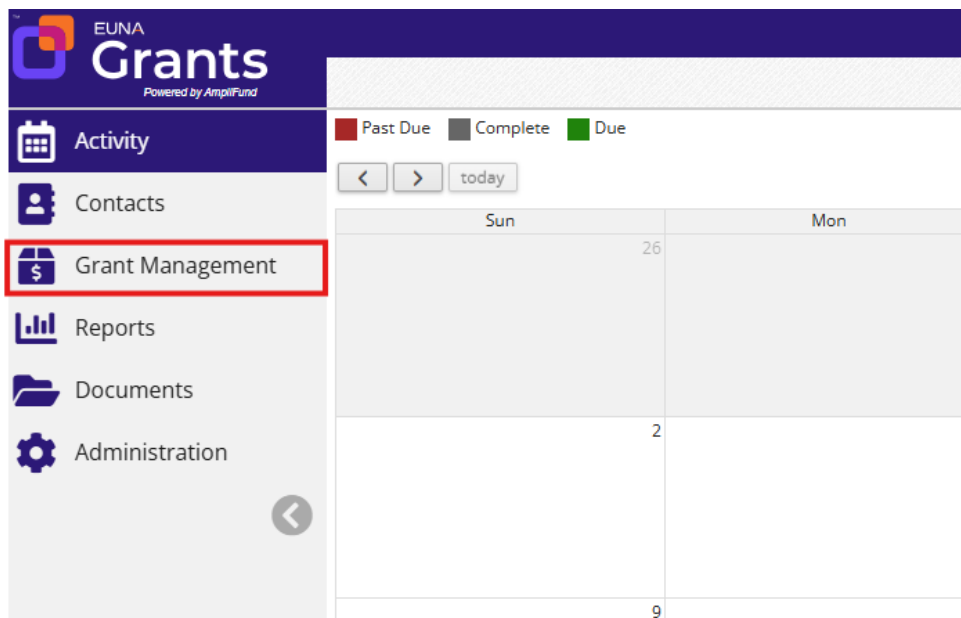 EUNA
Grants
Powered by AmpliFund
Activity
Contacts
Grant Management
Reports
Documents
Administration
Past Due Complete Due
today
Sun Mon
26
2
9